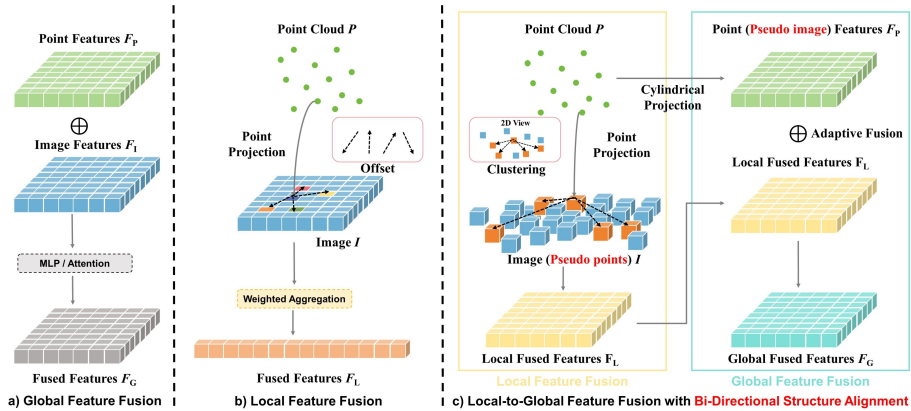 Point Features F_P
Image Features F_I
MLP / Attention
Fused Features F_G
a) Global Feature Fusion
Point Cloud P
Point
Projection
Offset
Image I
Weighted Aggregation
Fused Features F_L
b) Local Feature Fusion
Point Cloud P
2D View
Clustering
Point
Projection
Image (Pseudo points) I
Local Fused Features F_L
Local Feature Fusion
Cylindrical
Projection
Point (Pseudo image) Features F_P
Adaptive Fusion
Local Fused Features F_L
Global Fused Features F_G
Global Feature Fusion
c) Local-to-Global Feature Fusion with Bi-Directional Structure Alignment